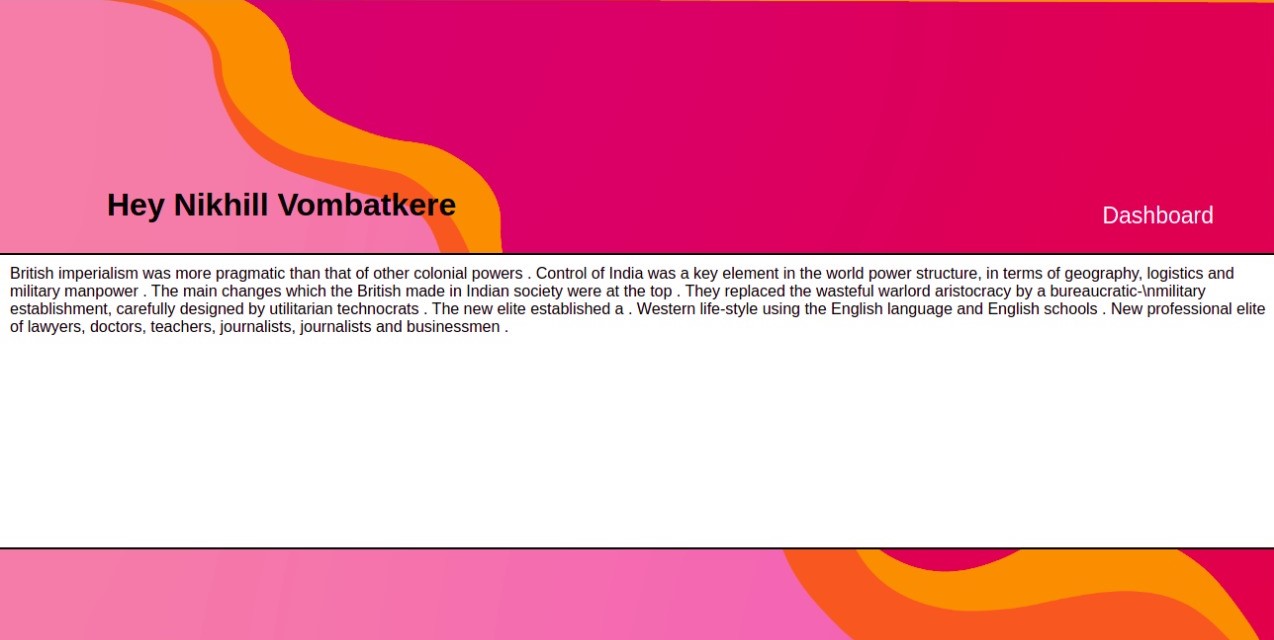 Hey Nikhill Vombatkere
Dashboard
British imperialism was more pragmatic than that of other colonial powers . Control of India was a key element in the world power structure, in terms of geography, logistics and
military manpower . The main changes which the British made in Indian society were at the top . They replaced the wasteful warlord aristocracy by a bureaucratic-\nmilitary
establishment, carefully designed by utilitarian technocrats . The new elite established a . Western life-style using the English language and English schools . New professional elite
of lawyers, doctors, teachers, journalists, journalists and businessmen .